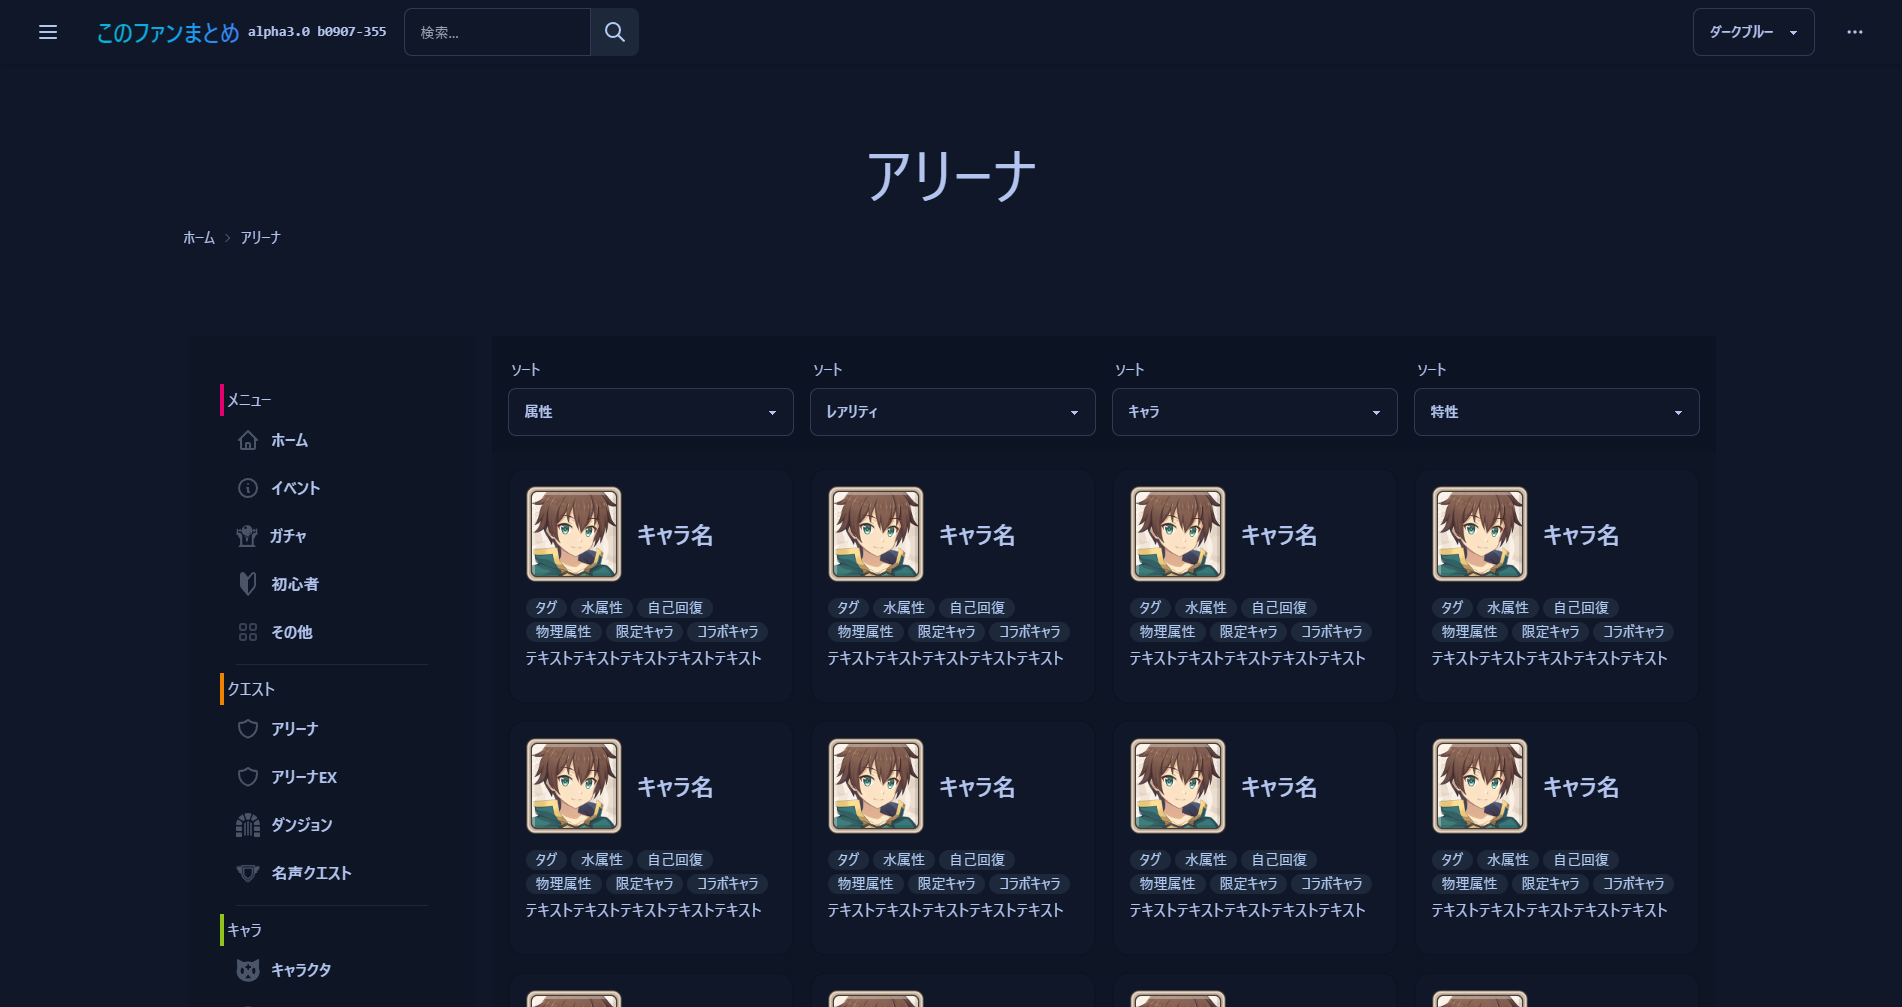 このファンまとめ alpha3.0 b0907-355 検索... ダークブルー
アリーナ
ホーム アリーナ
メニュー
ホーム
イベント
ガチャ
初心者
その他
クエスト
アリーナ
アリーナEX
ダンジョン
名声クエスト
キャラ
キャラクタ
ソート ソート ソート ソート
属性 レアリティ キャラ 特性
キャラ名 キャラ名 キャラ名 キャラ名
タグ 水属性 自己回復 タグ 水属性 自己回復 タグ 水属性 自己回復 タグ 水属性 自己回復
物理属性 限定キャラ コラボキャラ 物理属性 限定キャラ コラボキャラ 物理属性 限定キャラ コラボキャラ 物理属性 限定キャラ コラボキャラ
テキストテキストテキストテキストテキスト テキストテキストテキストテキストテキスト テキストテキストテキストテキストテキスト テキストテキストテキストテキストテキスト
キャラ名 キャラ名 キャラ名 キャラ名
タグ 水属性 自己回復 タグ 水属性 自己回復 タグ 水属性 自己回復 タグ 水属性 自己回復
物理属性 限定キャラ コラボキャラ 物理属性 限定キャラ コラボキャラ 物理属性 限定キャラ コラボキャラ 物理属性 限定キャラ コラボキャラ
テキストテキストテキストテキストテキスト テキストテキストテキストテキストテキスト テキストテキストテキストテキストテキスト テキストテキストテキストテキストテキスト